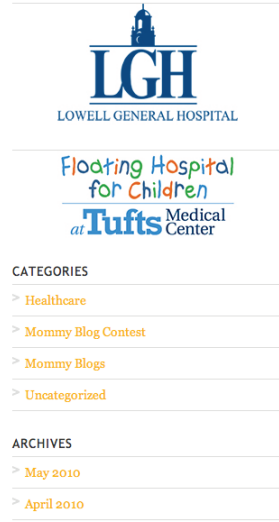 LGH
LOWELL GENERAL HOSPITAL
Floating Hospital
for Children
at Tufts Medical Center
CATEGORIES
> Healthcare
> Mommy Blog Contest
> Mommy Blogs
> Uncategorized
ARCHIVES
> May 2010
> April 2010